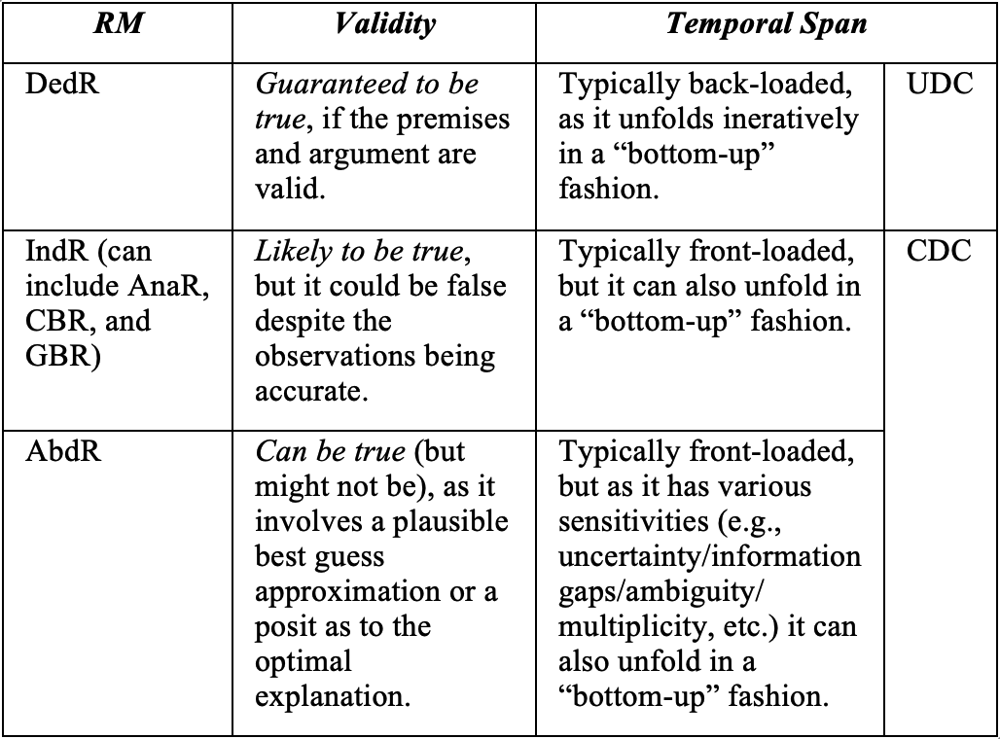 RM
Validity
Temporal Span
DedR
Guaranteed to be
true, if the premises
and argument are
valid.
Typically back-loaded,
as it unfolds ineratively
in a “bottom-up”
fashion.
UDC
IndR (can
include AnaR,
CBR, and
GBR)
Likely to be true,
but it could be false
despite the
observations being
accurate.
Typically front-loaded,
but it can also unfold in
a “bottom-up” fashion.
CDC
AbdR
Can be true (but
might not be), as it
involves a plausible
best guess
approximation or a
posit as to the
optimal
explanation.
Typically front-loaded,
but as it has various
sensitivities (e.g.,
uncertainty/information
gaps/ambiguity/
multiplicity, etc.) it can
also unfold in a
“bottom-up” fashion.